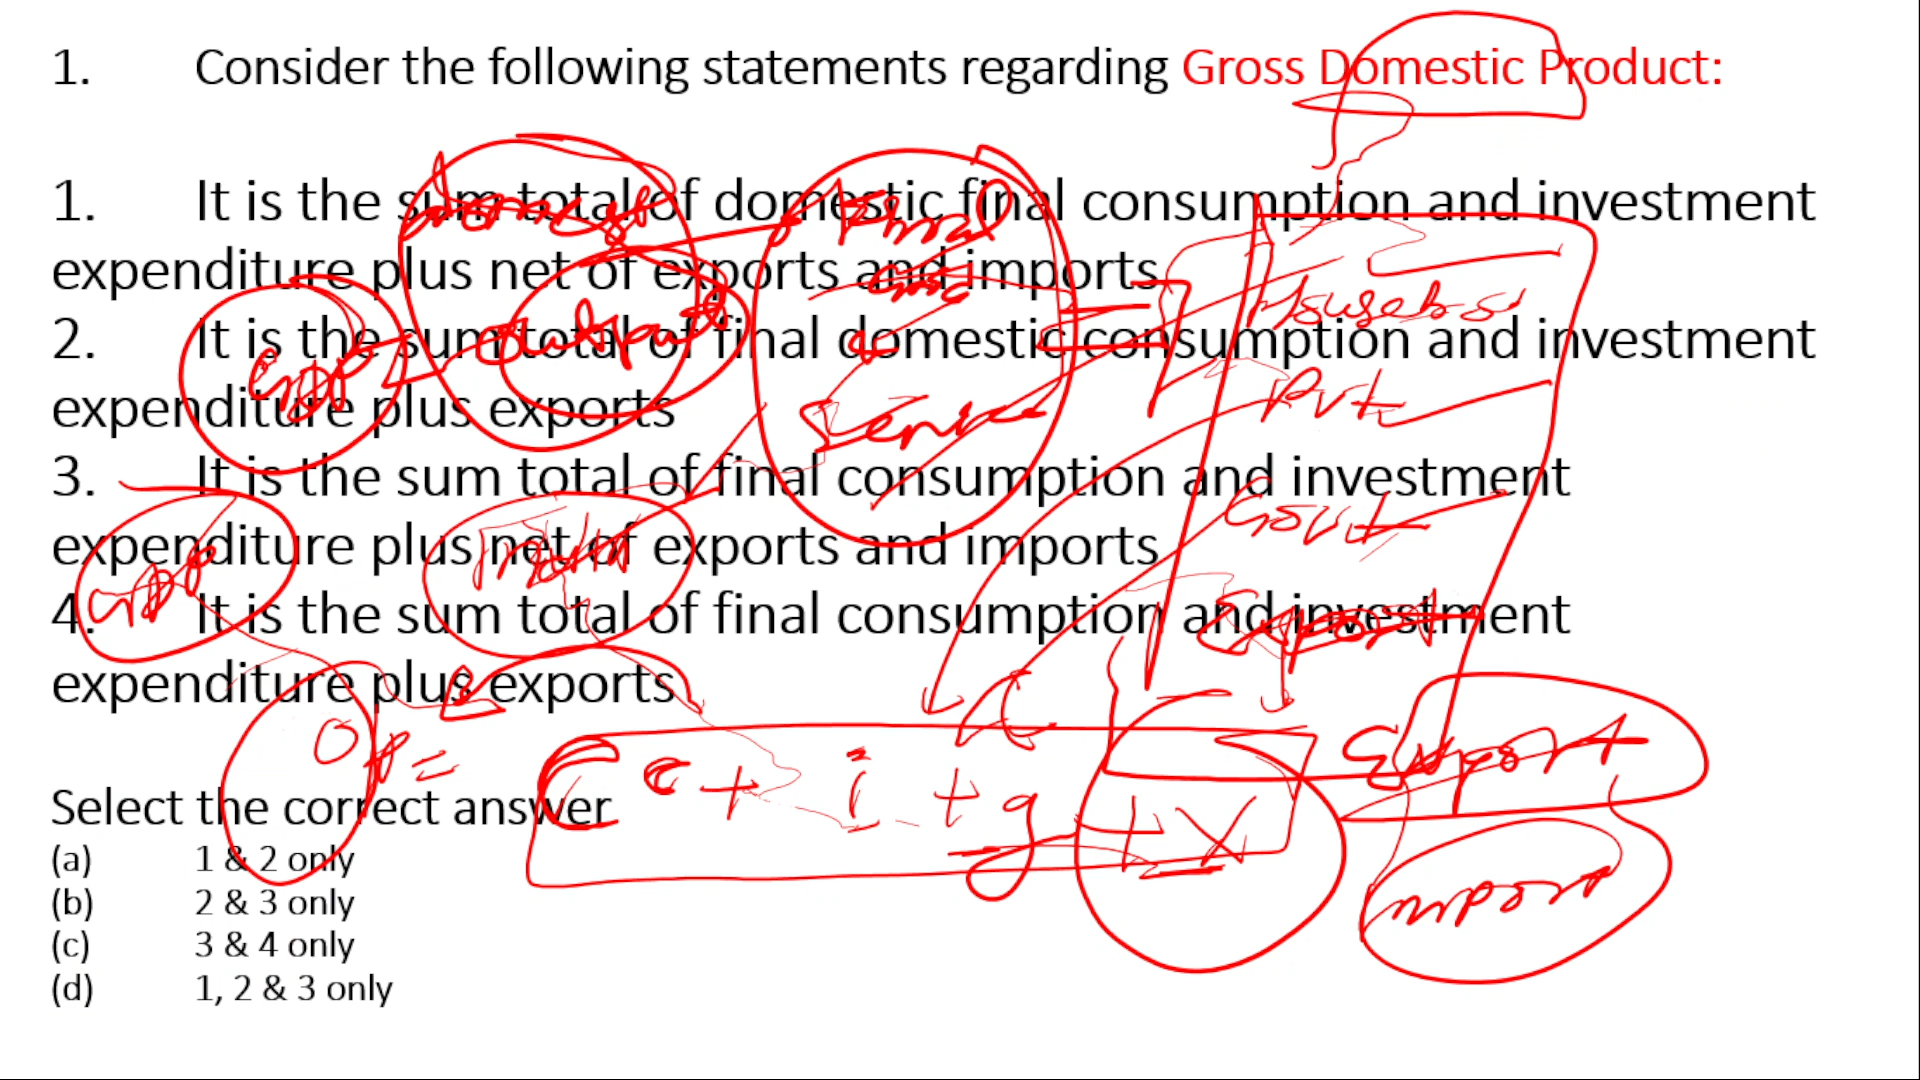 1. Consider the following statements regarding Gross Domestic Product:
1. It is the sum total of domestic final consumption and investment
expenditure plus net of exports and imports
2. It is the sum total of final domestic consumption and investment
expenditure plus exports
3. It is the sum total of final consumption and investment
expenditure plus net of exports and imports
4. It is the sum total of final consumption and investment
expenditure plus exports
Select the correct answer
(a) 1 & 2 only
(b) 2 & 3 only
(c) 3 & 4 only
(d) 1, 2 & 3 only
final
output
Service
Pvt
Govt
Export
c + i + g + x
Export
import